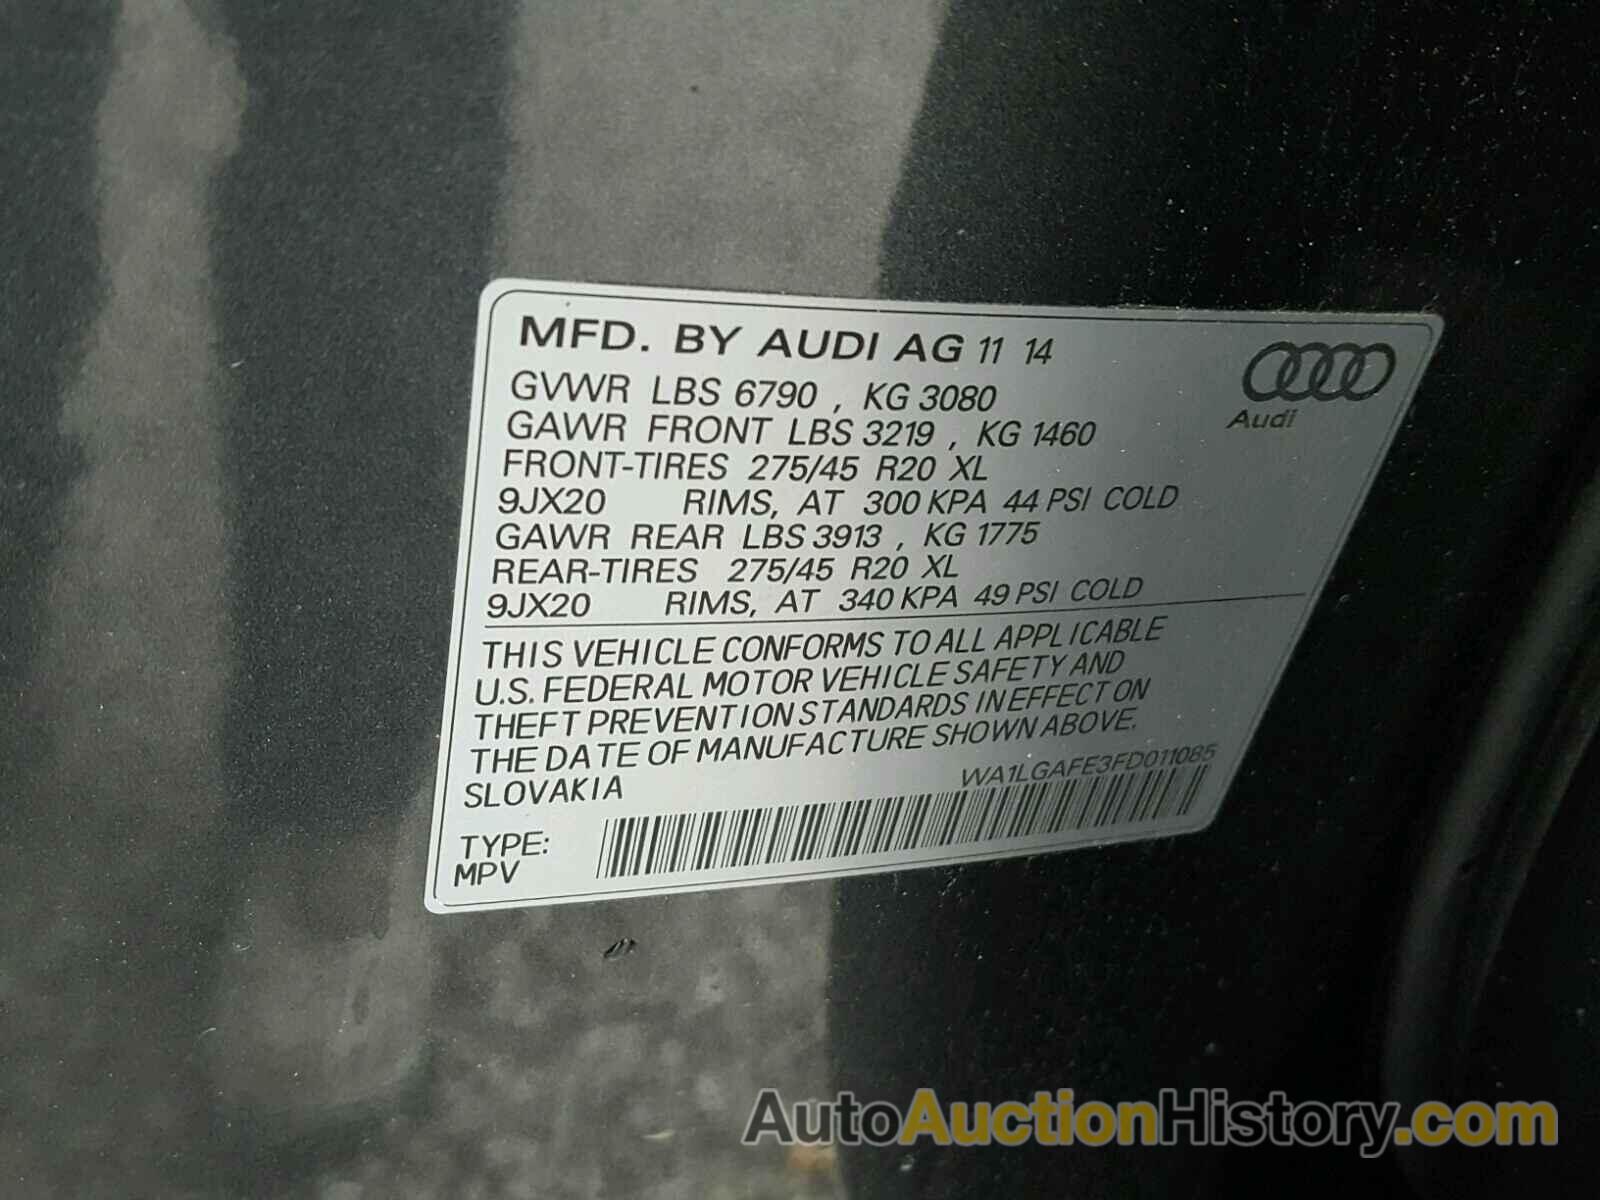 MFD. BY AUDI AG 11 14
Audi
GVWR LBS 6790 , KG 3080
GAWR FRONT LBS 3219 , KG 1460
FRONT-TIRES 275/45 R20 XL
9JX20 RIMS, AT 300 KPA 44 PSI COLD
GAWR REAR LBS 3913 , KG 1775
REAR-TIRES 275/45 R20 XL
9JX20 RIMS, AT 340 KPA 49 PSI COLD
THIS VEHICLE CONFORMS TO ALL APPLICABLE
U.S. FEDERAL MOTOR VEHICLE SAFETY AND
THEFT PREVENTION STANDARDS IN EFFECT ON
THE DATE OF MANUFACTURE SHOWN ABOVE.
SLOVAKIA WA1LGAFE3FD011085
TYPE:
MPV
AutoAuctionHistory.com